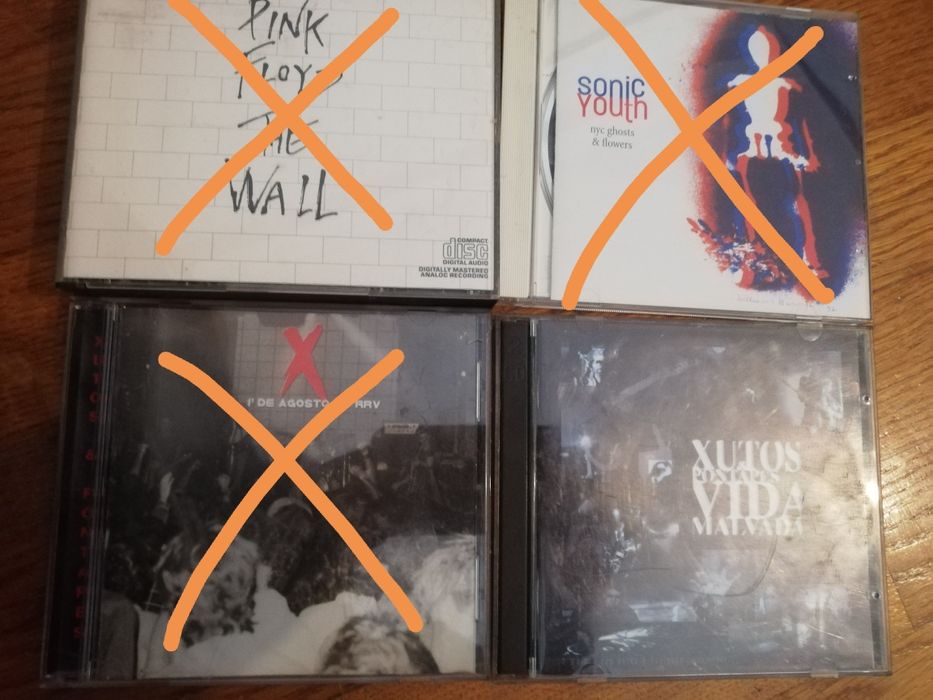 PINK
FLOYD
THE
WALL
COMPACT
disc
DIGITAL AUDIO
DIGITALLY MASTERED
ANALOG RECORDING
sonic
youth
nyc ghosts
& flowers
X
1º DE AGOSTO RRV
XUTOS & PONTAPÉS
XUTOS
PONTAPÉS
VIDA
MALVADA